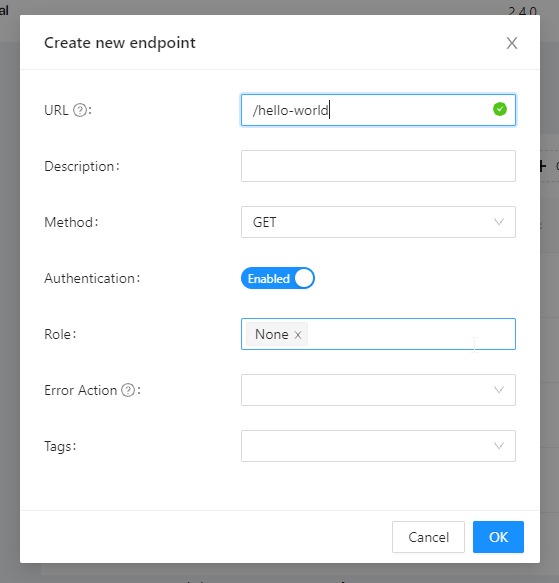 2.4.0
Create new endpoint
URL ?:
/hello-world
Description:
Method:
GET
Authentication:
Enabled
Role:
None ×
Error Action ?:
Tags:
Cancel
OK